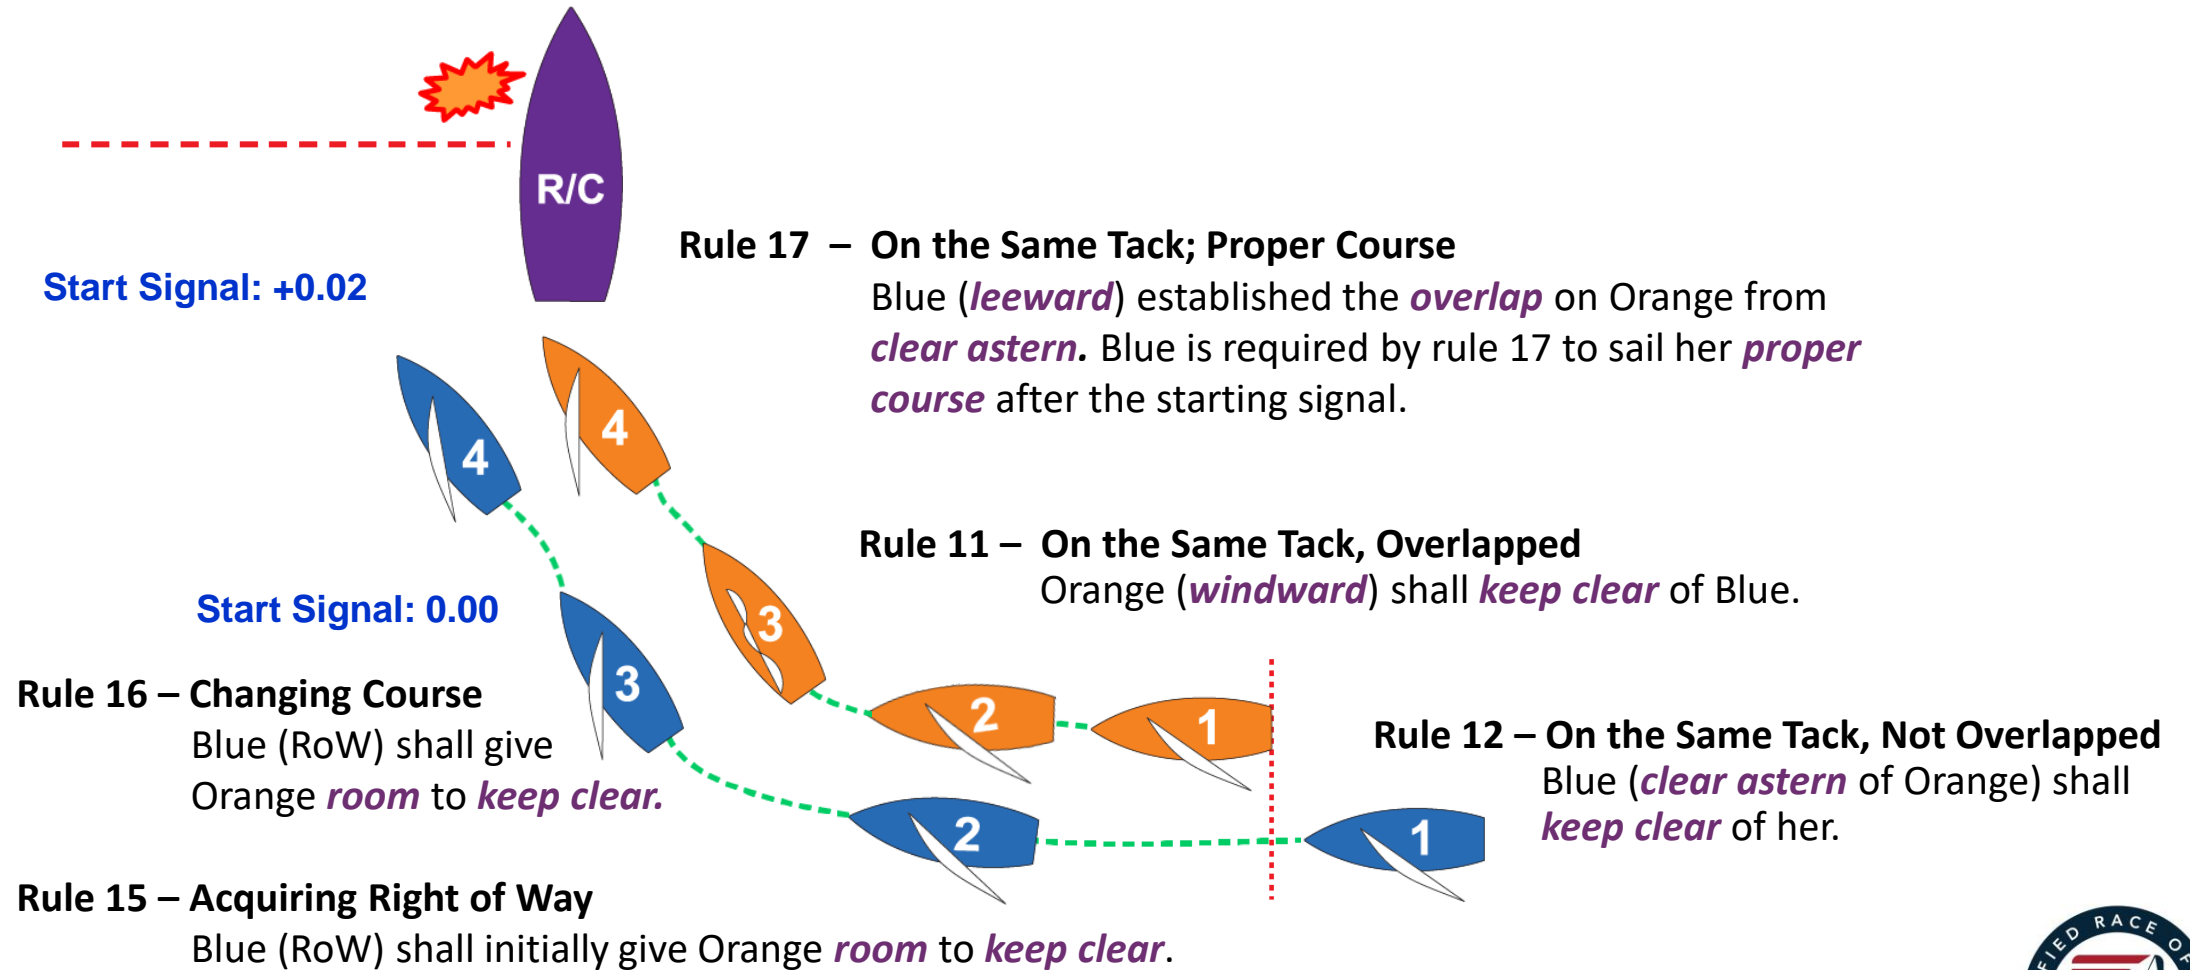 R/C
Rule 17 – On the Same Tack; Proper Course
Start Signal: +0.02
Blue (leeward) established the overlap on Orange from
clear astern. Blue is required by rule 17 to sail her proper
course after the starting signal.
4
4
Rule 11 – On the Same Tack, Overlapped
Orange (windward) shall keep clear of Blue.
Start Signal: 0.00
3
3
Rule 16 – Changing Course
Blue (RoW) shall give
Orange room to keep clear.
2
1
Rule 12 – On the Same Tack, Not Overlapped
Blue (clear astern of Orange) shall
keep clear of her.
2
1
Rule 15 – Acquiring Right of Way
Blue (RoW) shall initially give Orange room to keep clear.
RACE